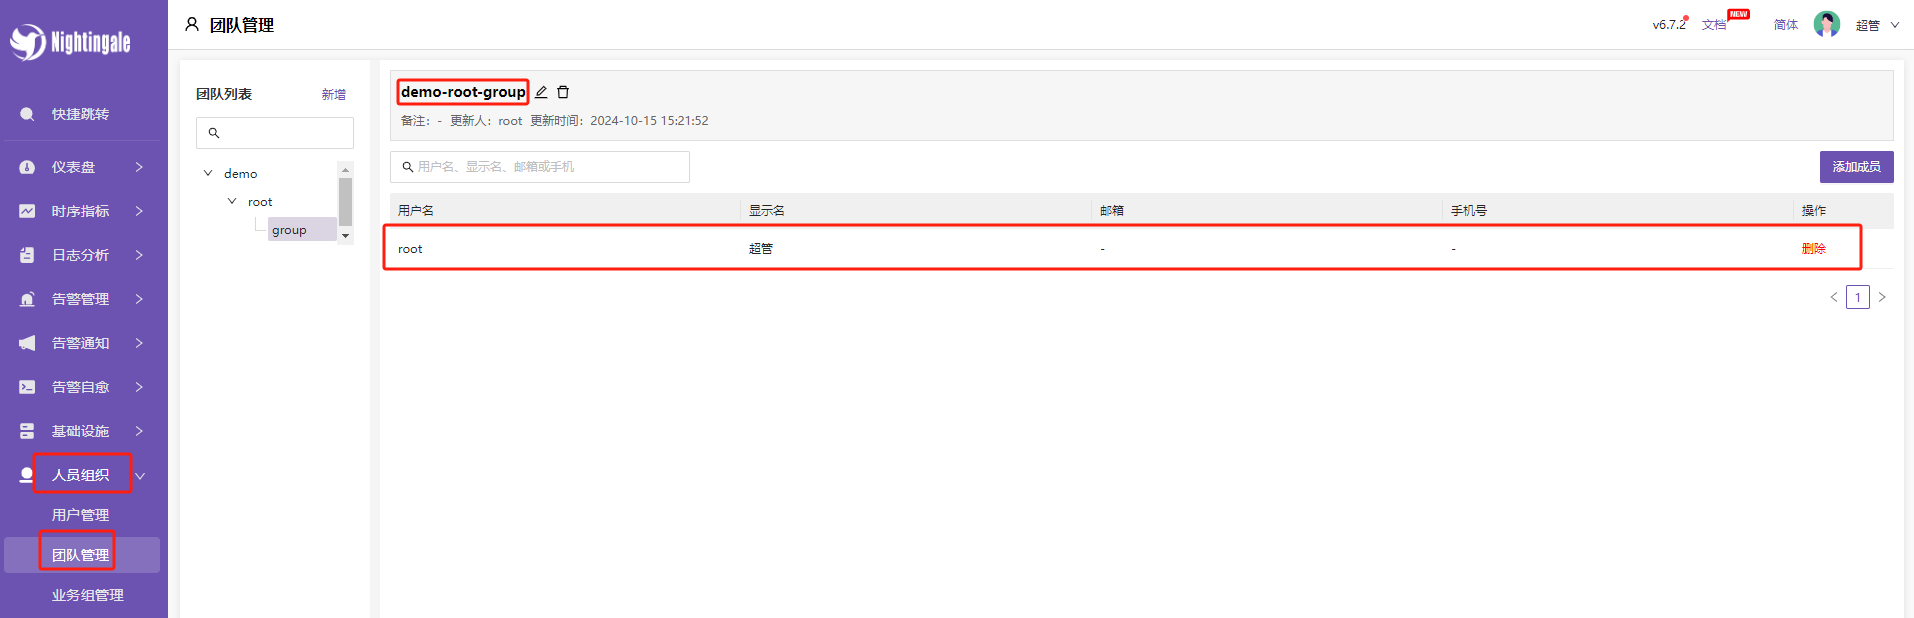 Nightingale
快捷跳转
仪表盘
时序指标
日志分析
告警管理
告警通知
告警自愈
基础设施
人员组织
用户管理
团队管理
业务组管理
团队管理
v6.7.2 文档 NEW 简体 超管
团队列表 新增
demo
root
group
demo-root-group
备注: - 更新人: root 更新时间: 2024-10-15 15:21:52
用户名、显示名、邮箱或手机
添加成员
用户名 显示名 邮箱 手机号 操作
root 超管 - - 删除
1